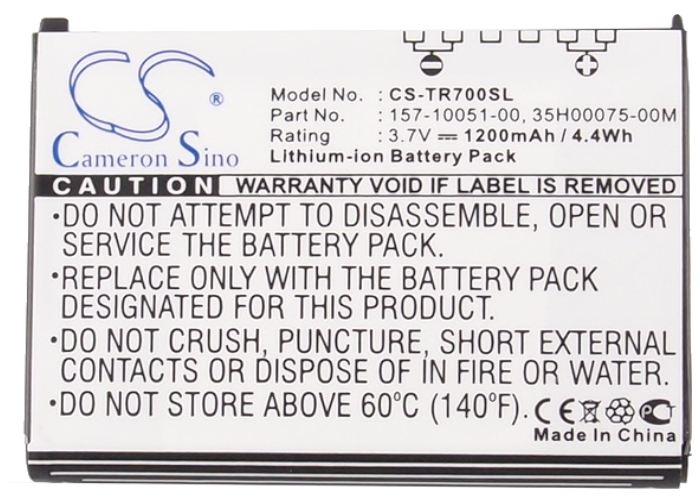 CS®
Cameron Sino
Model No. : CS-TR700SL
Part No. : 157-10051-00, 35H00075-00M
Rating : 3.7V ⎓ 1200mAh / 4.4Wh
Lithium-ion Battery Pack
CAUTION WARRANTY VOID IF LABEL IS REMOVED
•DO NOT ATTEMPT TO DISASSEMBLE, OPEN OR
SERVICE THE BATTERY PACK.
•REPLACE ONLY WITH THE BATTERY PACK
DESIGNATED FOR THIS PRODUCT.
•DO NOT CRUSH, PUNCTURE, SHORT EXTERNAL
CONTACTS OR DISPOSE OF IN FIRE OR WATER.
•DO NOT STORE ABOVE 60°C (140°F). CE PCT
Made In China